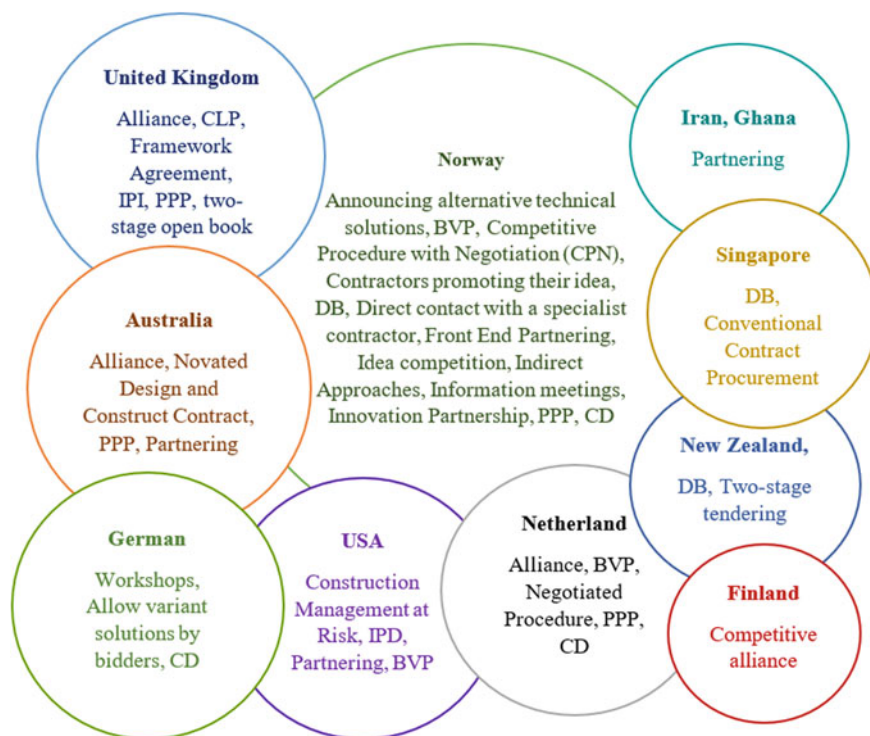 United Kingdom
Alliance, CLP,
Framework
Agreement,
IPI, PPP, two-
stage open book
Norway
Announcing alternative technical
solutions, BVP, Competitive
Procedure with Negotiation (CPN),
Contractors promoting their idea,
DB, Direct contact with a specialist
contractor, Front End Partnering,
Idea competition, Indirect
Approaches, Information meetings,
Innovation Partnership, PPP, CD
Iran, Ghana
Partnering
Singapore
DB,
Conventional
Contract
Procurement
Australia
Alliance, Novated
Design and
Construct Contract,
PPP, Partnering
New Zealand,
DB, Two-stage
tendering
German
Workshops,
Allow variant
solutions by
bidders, CD
USA
Construction
Management at
Risk, IPD,
Partnering, BVP
Netherland
Alliance, BVP,
Negotiated
Procedure, PPP,
CD
Finland
Competitive
alliance